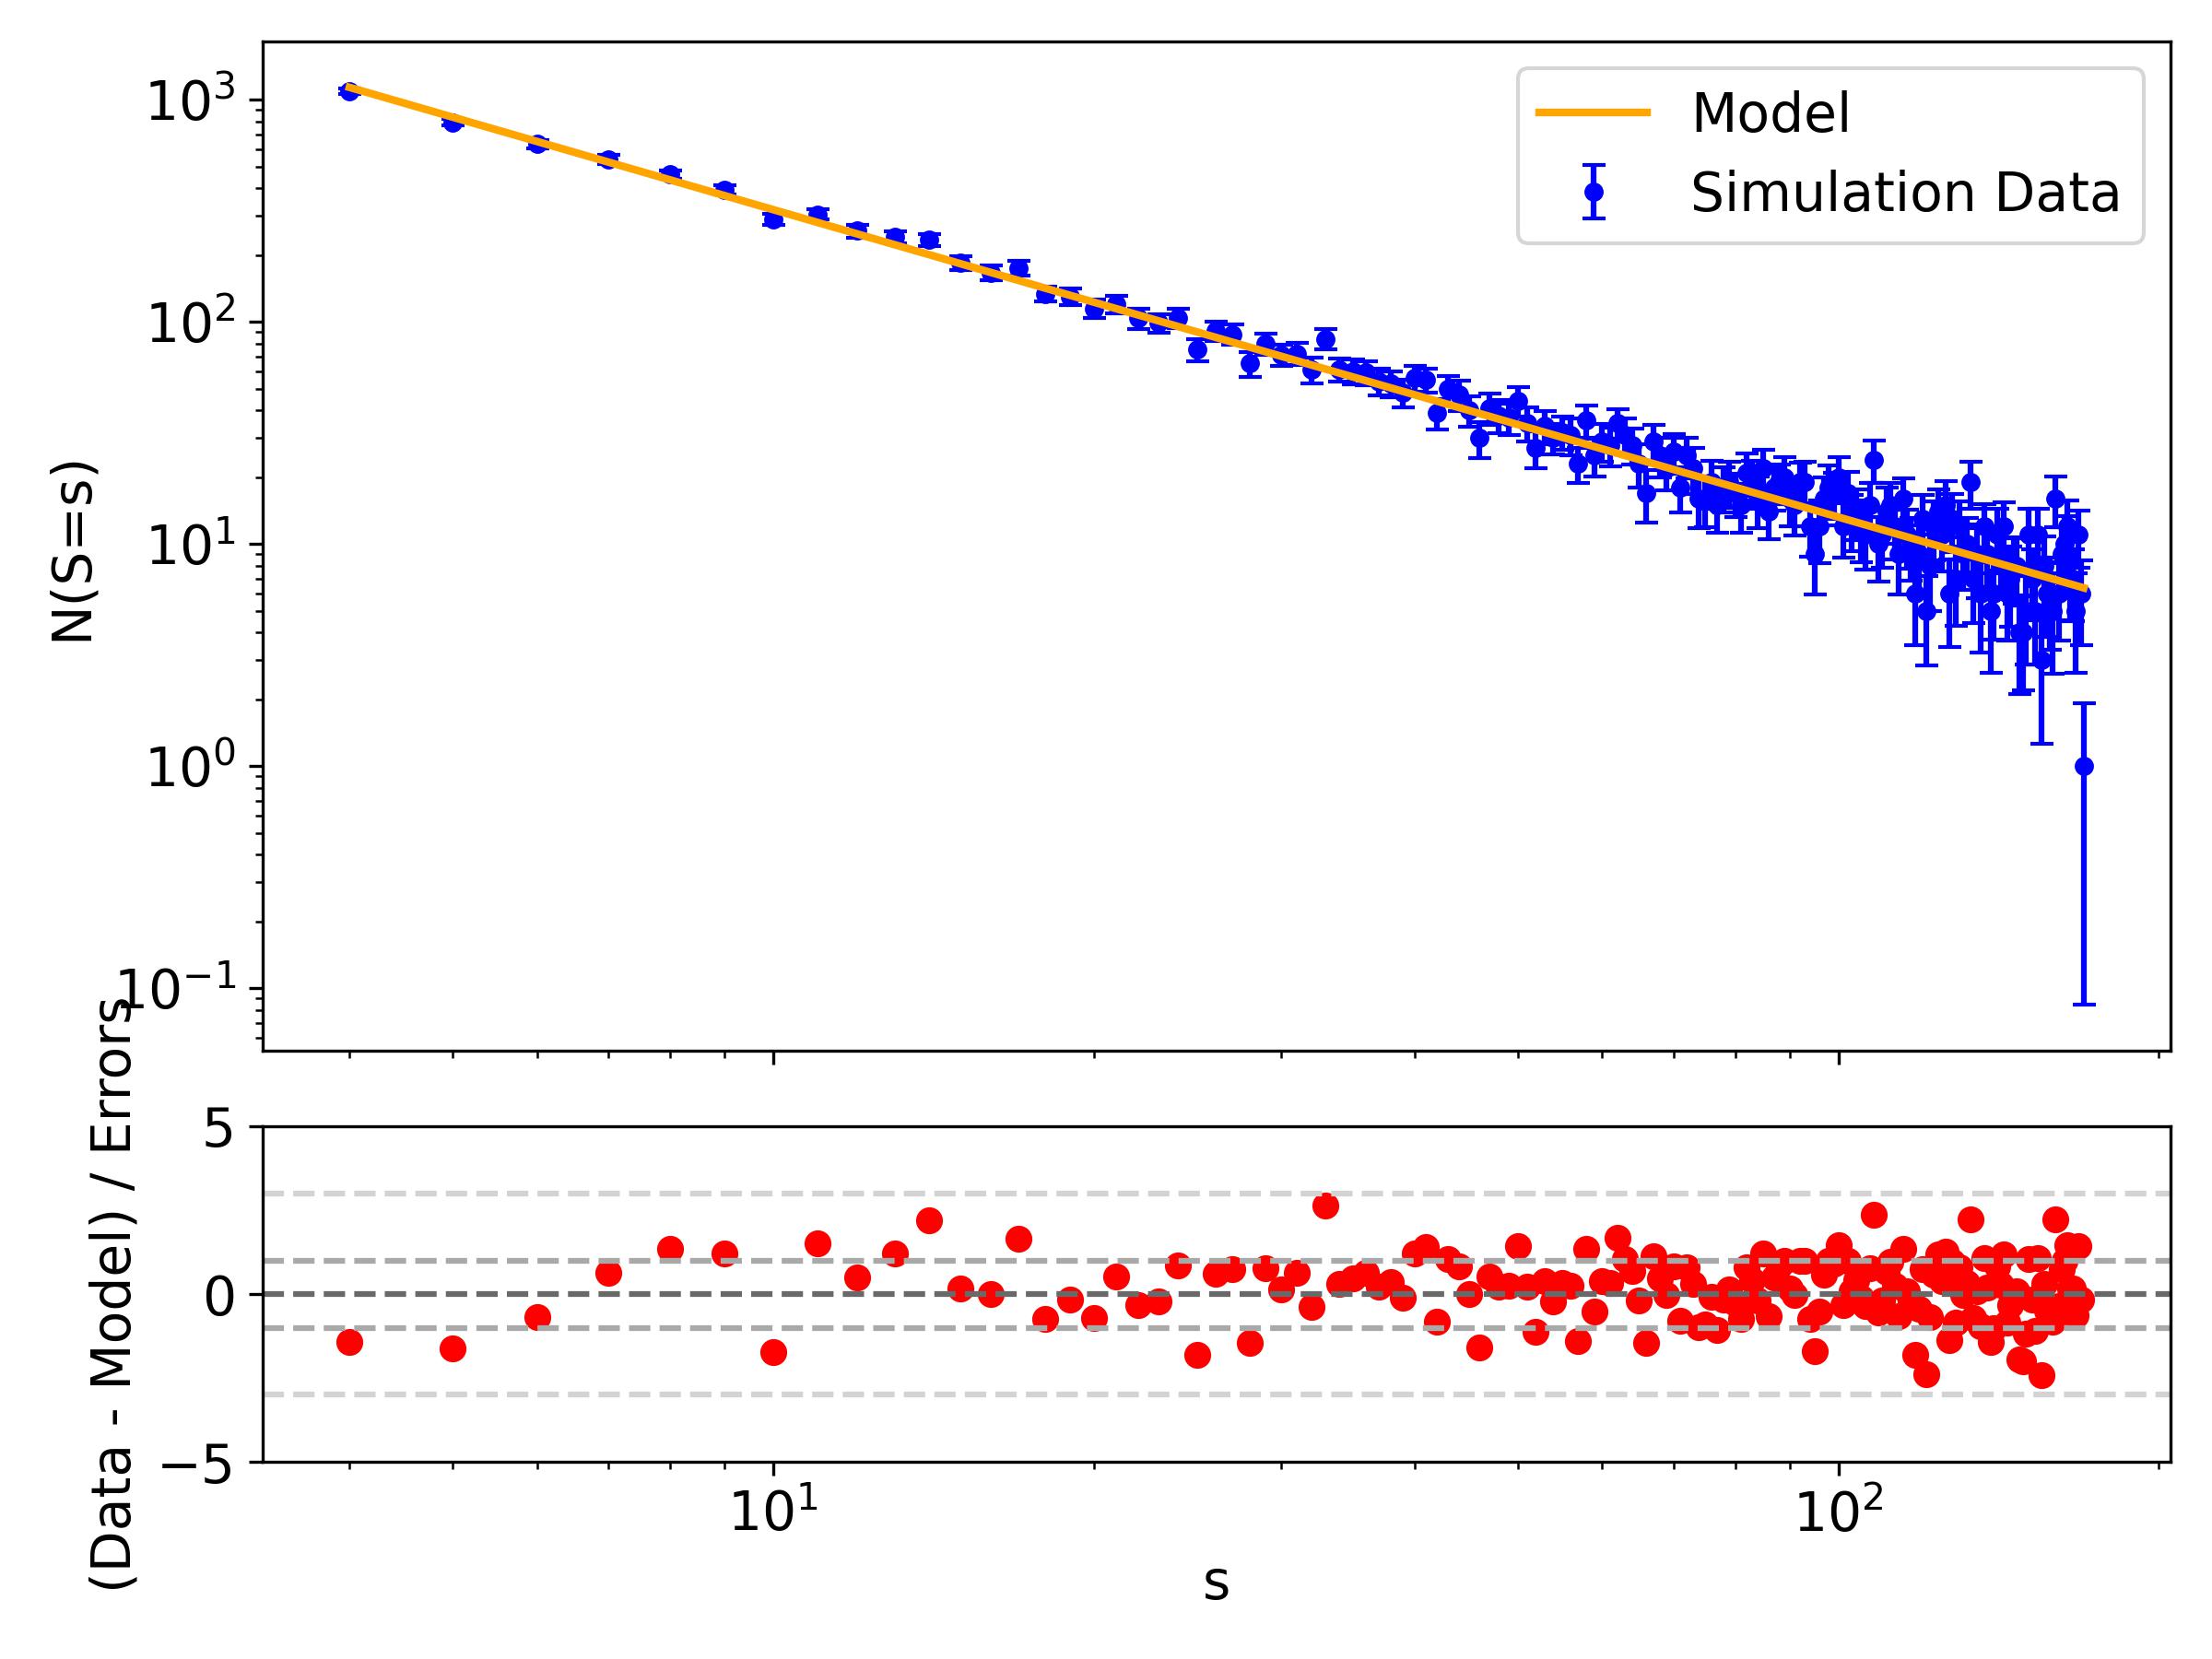 10³
10²
10¹
10⁰
10⁻¹
N(S=s)
Model
Simulation Data
5
0
−5
(Data - Model) / Errors
10¹
10²
s